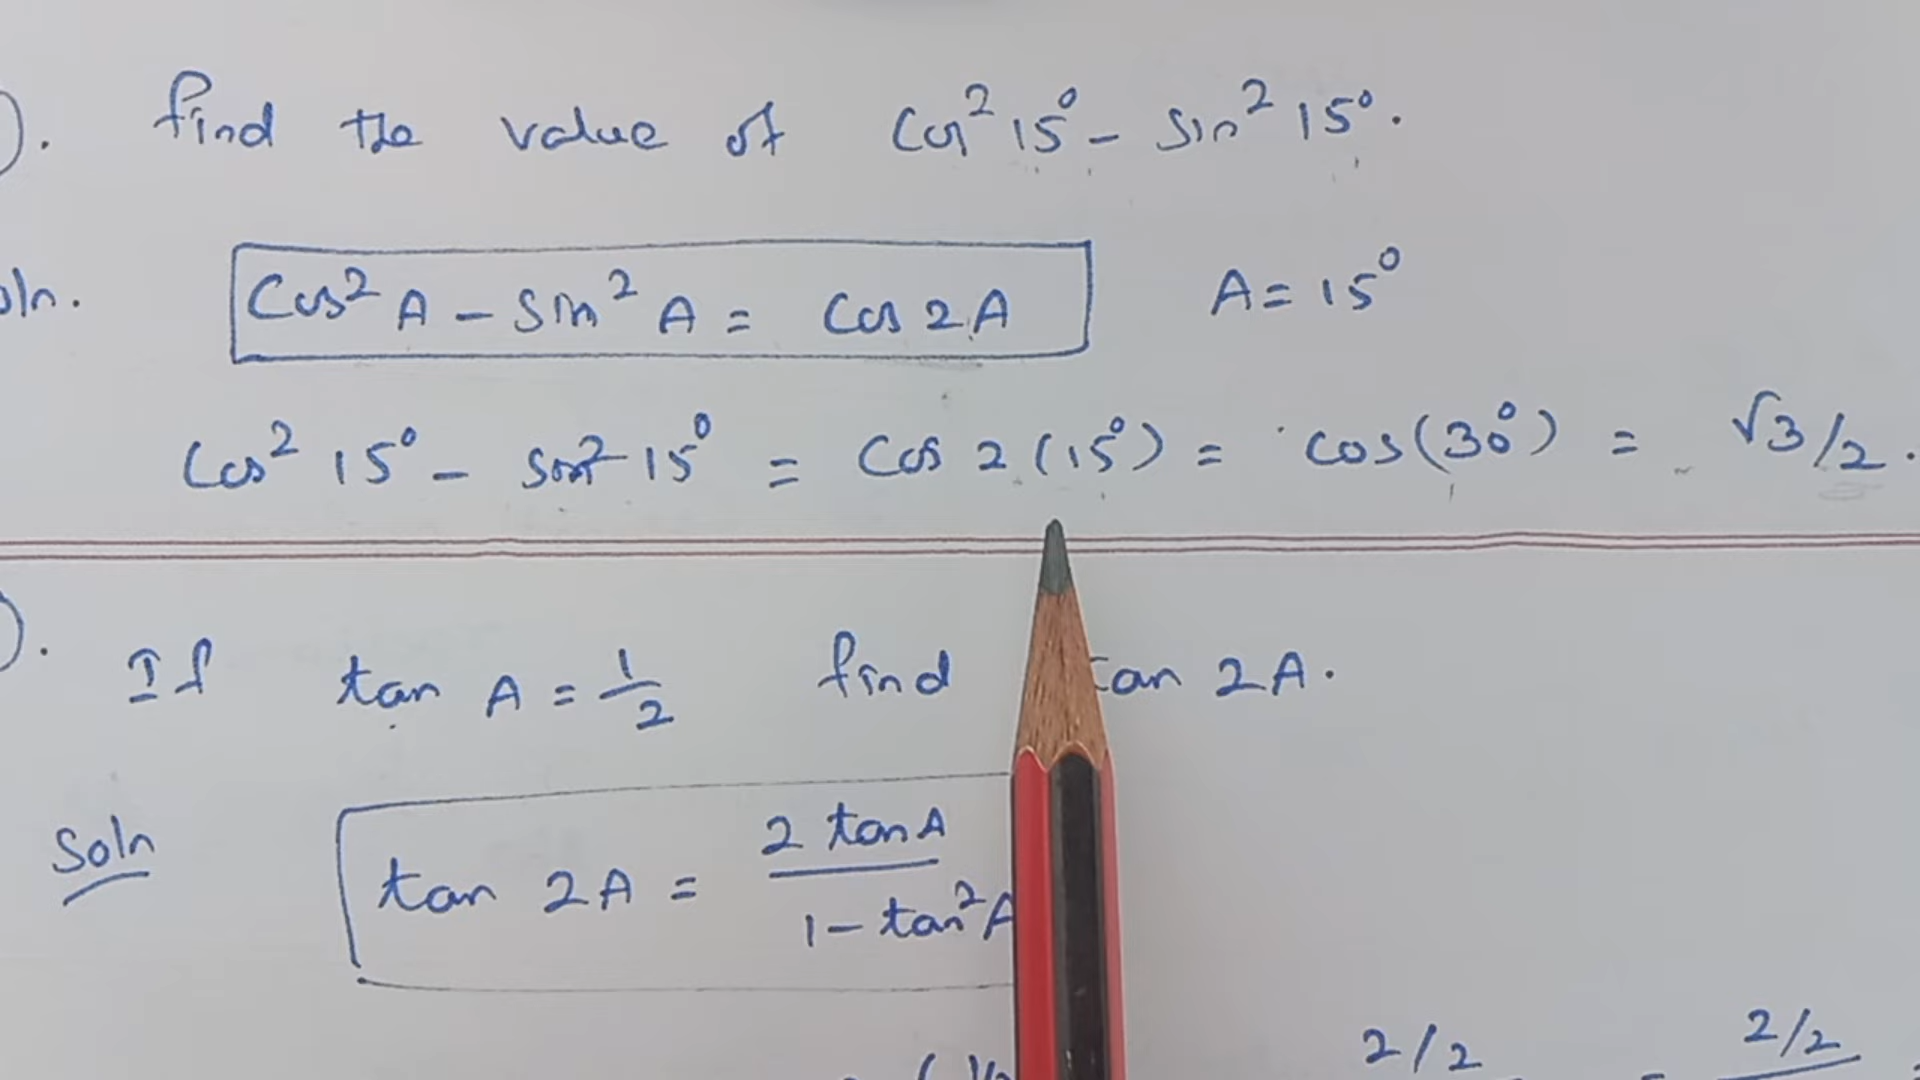 ). find the value of Cos² 15° - Sin² 15°.
oln. Cos² A - Sin² A = Cos 2A A = 15°
Cos² 15° - Sin² 15° = Cos 2 (15°) = cos(30°) = √3/2.
). If tan A = 1/2 find tan 2A.
Soln tan 2A = 2 tan A / 1 - tan² A
2/2 = 2/2